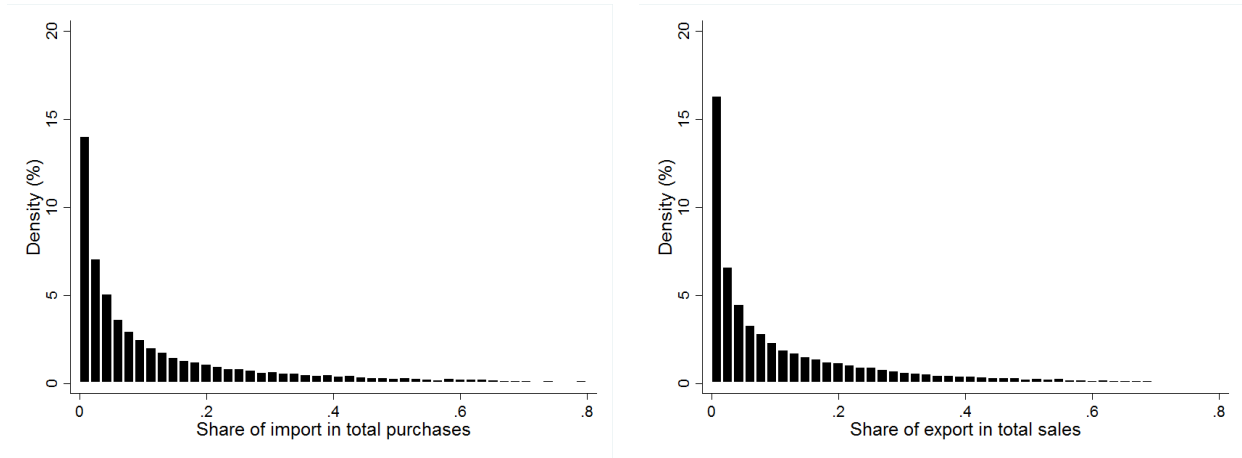 20
15
10
5
0
Density (%)
0 .2 .4 .6 .8
Share of import in total purchases
20
15
10
5
0
Density (%)
0 .2 .4 .6 .8
Share of export in total sales